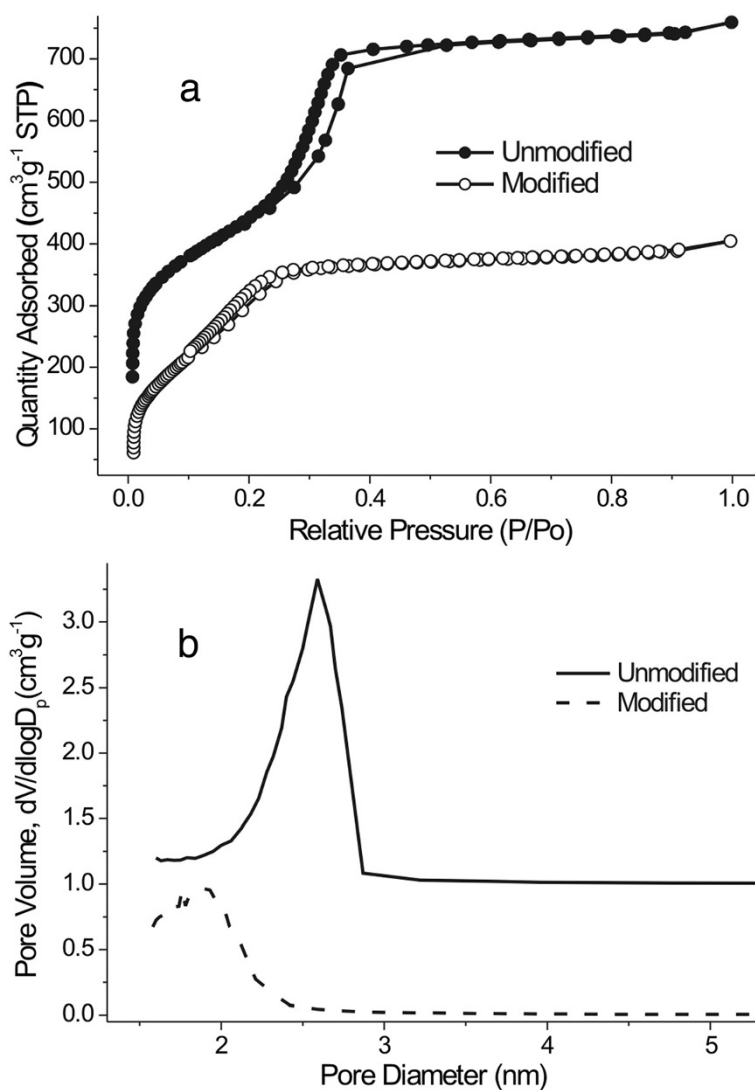 a
Quantity Adsorbed (cm³g⁻¹ STP)
700
600
500
400
300
200
100
Unmodified
Modified
0.0 0.2 0.4 0.6 0.8 1.0
Relative Pressure (P/Po)
b
Pore Volume, dV/dlogDₚ(cm³g⁻¹)
3.0
2.5
2.0
1.5
1.0
0.5
0.0
Unmodified
Modified
2 3 4 5
Pore Diameter (nm)